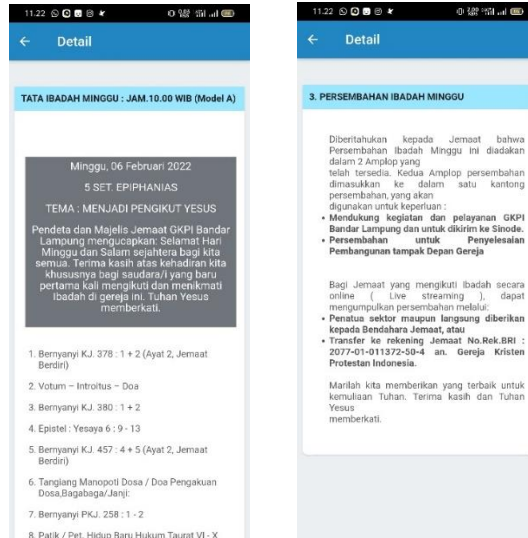 11.22
Detail
TATA IBADAH MINGGU : JAM.10.00 WIB (Model A)
Minggu, 06 Februari 2022
5 SET. EPIPHANIAS
TEMA : MENJADI PENGIKUT YESUS
Pendeta dan Majelis Jemaat GKPI Bandar
Lampung mengucapkan: Selamat Hari
Minggu dan Salam sejahtera bagi kita
semua. Terima kasih atas kehadiran kita
khususnya bagi saudara/i yang baru
pertama kali mengikuti dan menikmati
Ibadah di gereja ini. Tuhan Yesus
memberkati.
1. Bernyanyi KJ. 378 : 1 + 2 (Ayat 2, Jemaat
Berdiri)
2. Votum – Introitus – Doa
3. Bernyanyi KJ. 380 : 1 + 2
4. Epistel : Yesaya 6 : 9 - 13
5. Bernyanyi KJ. 457 : 4 + 5 (Ayat 2, Jemaat
Berdiri)
6. Tangiang Manopoti Dosa / Doa Pengakuan
Dosa,Bagabaga/Janji:
7. Bernyanyi PKJ. 258 : 1 - 2
8. Patik / Pet. Hidup Baru Hukum Taurat VI - X
11.22
Detail
3. PERSEMBAHAN IBADAH MINGGU
Diberitahukan kepada Jemaat bahwa
Persembahan Ibadah Minggu ini diadakan
dalam 2 Amplop yang
telah tersedia. Kedua Amplop persembahan
dimasukkan ke dalam satu kantong
persembahan, yang akan
digunakan untuk keperluan :
• Mendukung kegiatan dan pelayanan GKPI
Bandar Lampung dan untuk dikirim ke Sinode.
• Persembahan untuk Penyelesaian
Pembangunan tampak Depan Gereja
Bagi Jemaat yang mengikuti Ibadah secara
online ( Live streaming ), dapat
mengumpulkan persembahan melalui:
• Penatua sektor maupun langsung diberikan
kepada Bendahara Jemaat, atau
• Transfer ke rekening Jemaat No.Rek.BRI :
2077-01-011372-50-4 an. Gereja Kristen
Protestan Indonesia.
Marilah kita memberikan yang terbaik untuk
kemuliaan Tuhan. Terima kasih dan Tuhan
Yesus
memberkati.